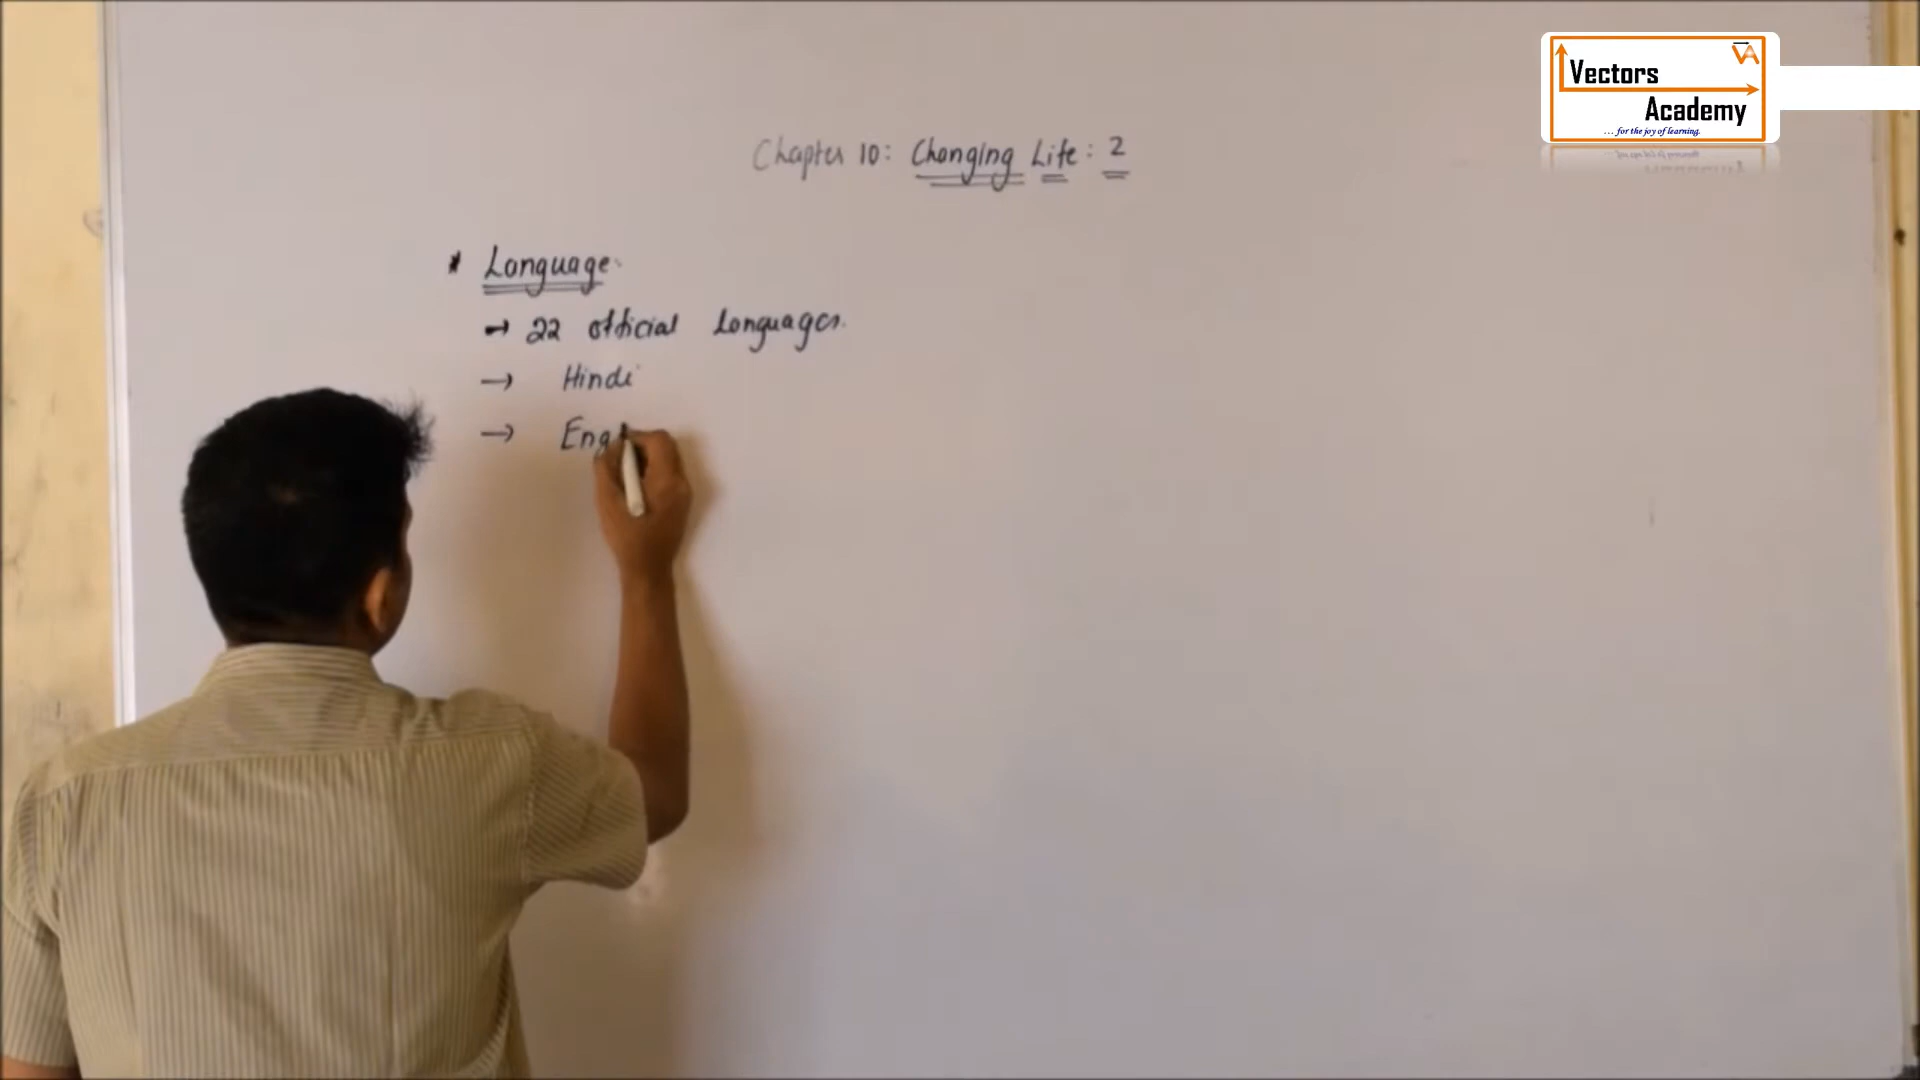 Vectors
Academy
... for the joy of learning.
Chapter 10: Changing Life: 2
* Language.
→ 22 official Languages.
→ Hindi
→ Eng